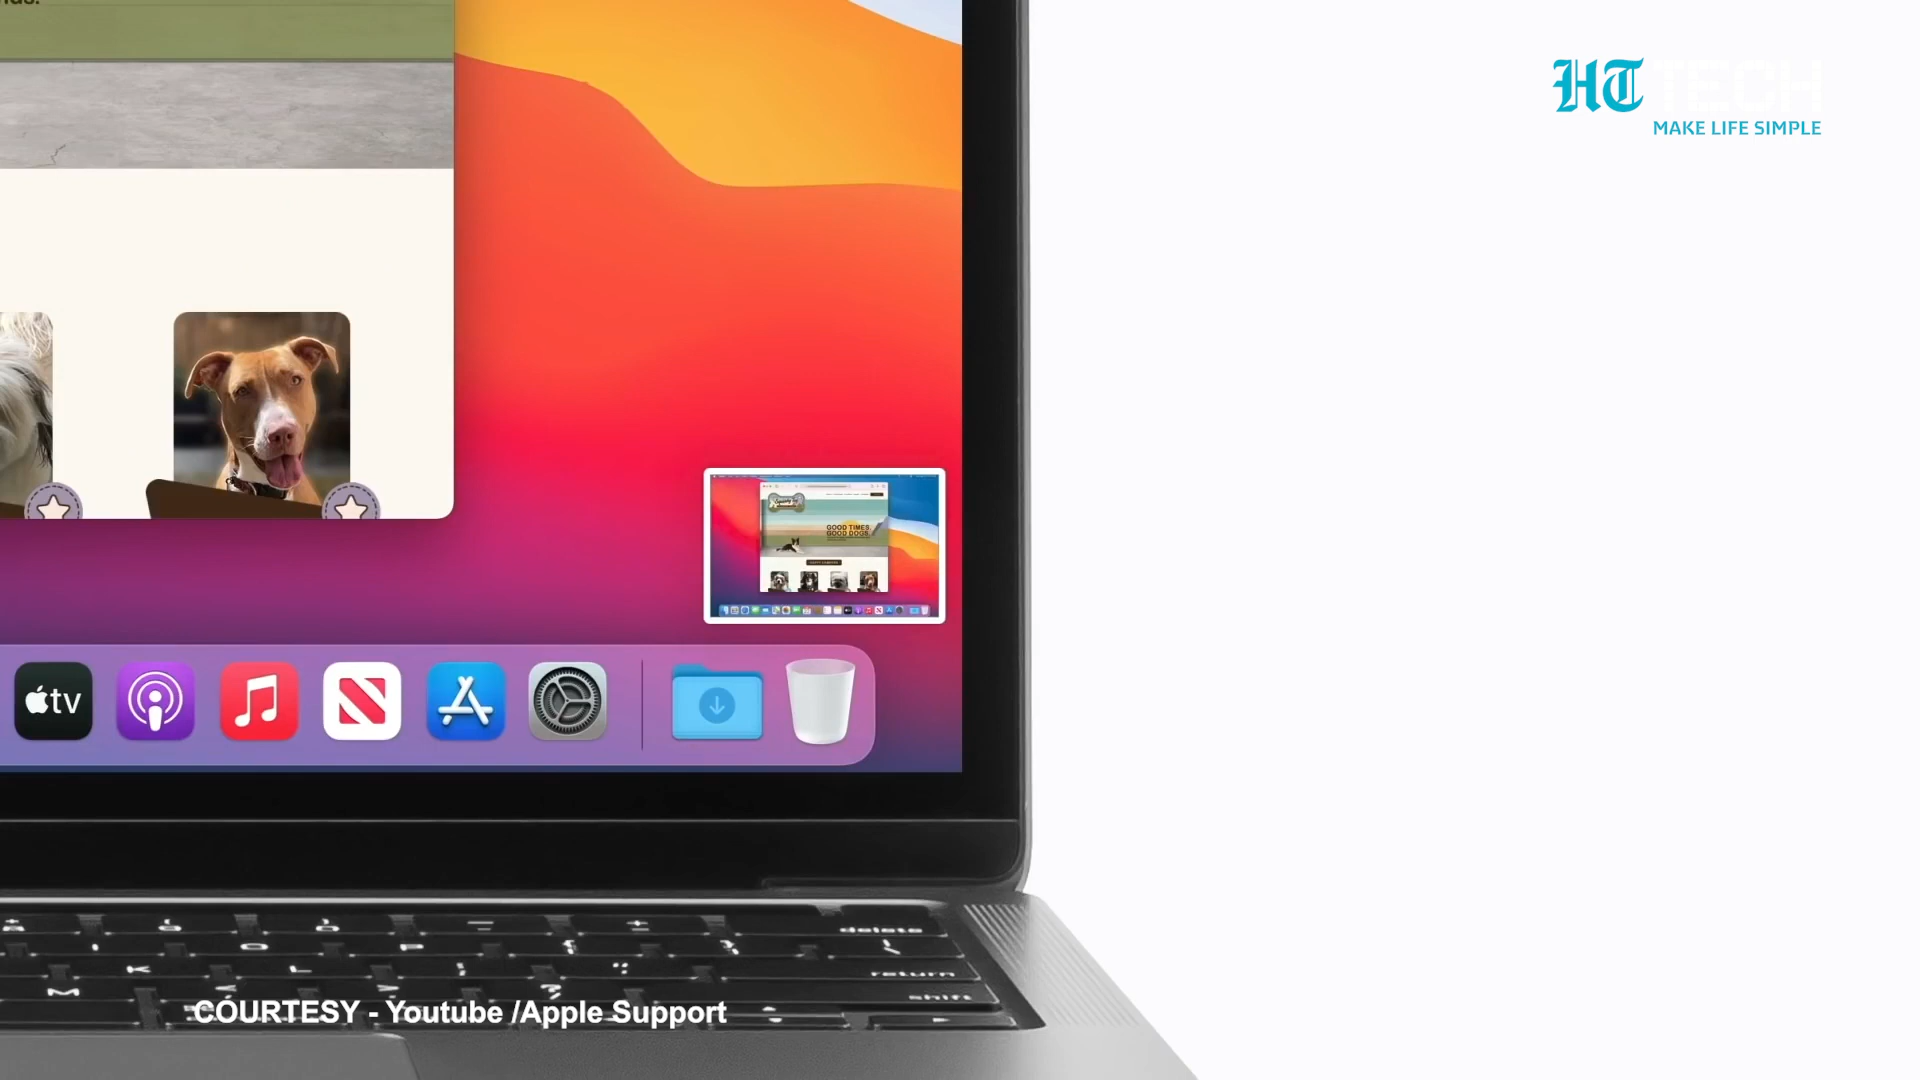 HT TECH
MAKE LIFE SIMPLE
GOOD TIMES.
GOOD DOGS.
tv
delete
return
shift
COURTESY - Youtube /Apple Support